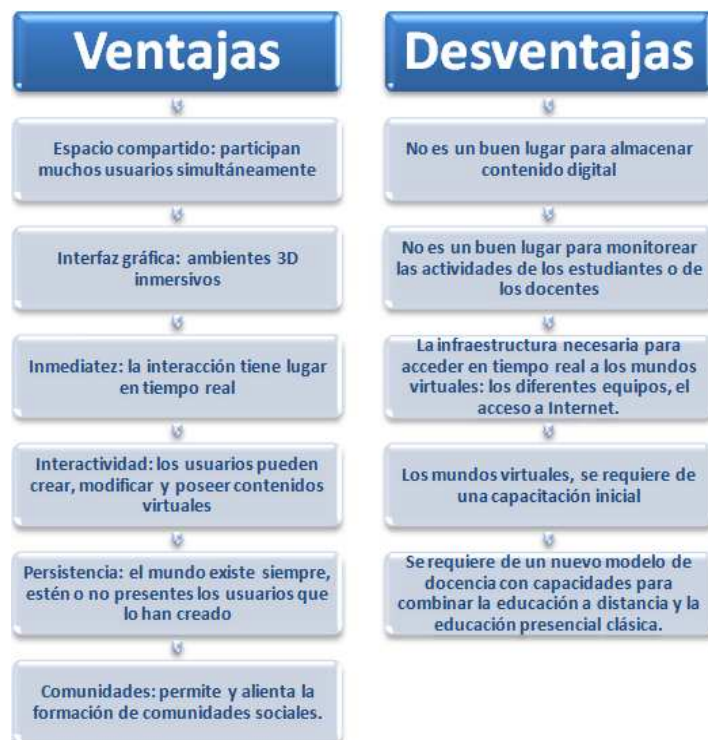 Ventajas
Espacio compartido: participan
muchos usuarios simultáneamente
Interfaz gráfica: ambientes 3D
inmersivos
Inmediatez: la interacción tiene lugar
en tiempo real
Interactividad: los usuarios pueden
crear, modificar y poseer contenidos
virtuales
Persistencia: el mundo existe siempre,
estén o no presentes los usuarios que
lo han creado
Comunidades: permite y alienta la
formación de comunidades sociales.
Desventajas
No es un buen lugar para almacenar
contenido digital
No es un buen lugar para monitorear
las actividades de los estudiantes o de
los docentes
La infraestructura necesaria para
acceder en tiempo real a los mundos
virtuales: los diferentes equipos, el
acceso a Internet.
Los mundos virtuales, se requiere de
una capacitación inicial
Se requiere de un nuevo modelo de
docencia con capacidades para
combinar la educación a distancia y la
educación presencial clásica.